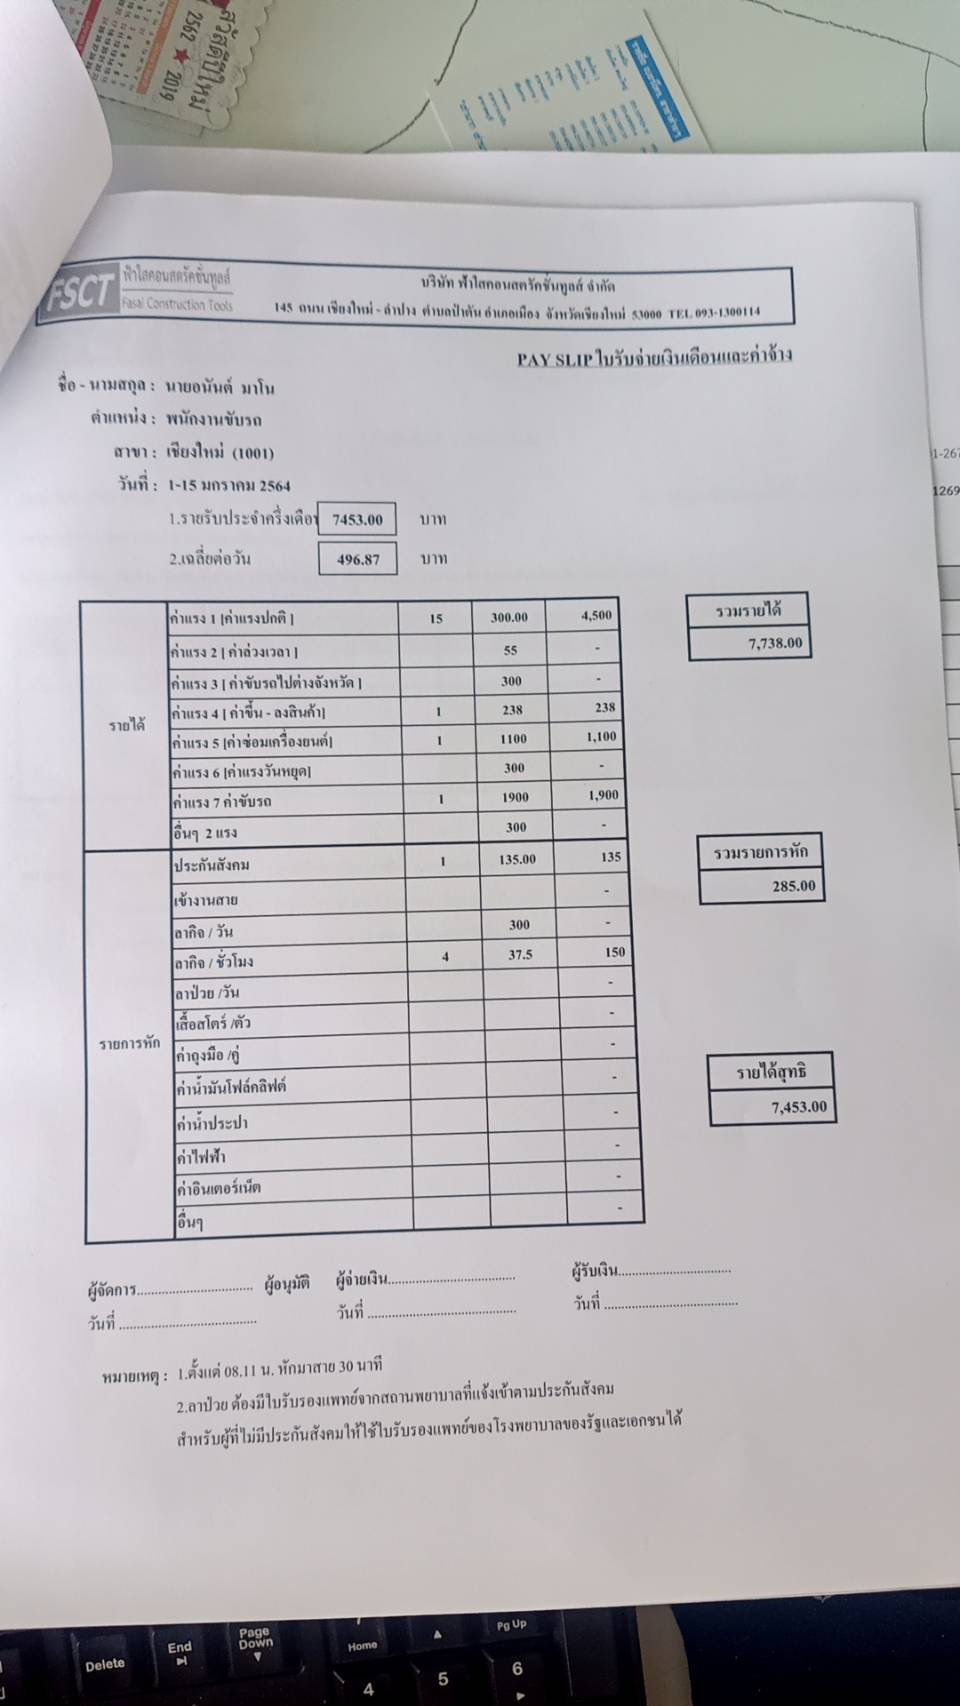 สวัสดีปีใหม่
2562 ★ 2019
FSCT
ฟ้าใสคอนสตรัคชั่นทูลส์
Fasai Construction Tools
บริษัท ฟ้าใสคอนสตรัคชั่นทูลส์ จำกัด
145 ถนน เชียงใหม่ - ลำปาง ตำบลป่าตัน อำเภอเมือง จังหวัดเชียงใหม่ 53000 TEL 093-1300114
PAY SLIP ใบรับจ่ายเงินเดือนและค่าจ้าง
ชื่อ - นามสกุล : นายอนันต์ มาโน
ตำแหน่ง : พนักงานขับรถ
สาขา : เชียงใหม่ (1001)
วันที่ : 1-15 มกราคม 2564
1.รายรับประจำครึ่งเดือ 7453.00 บาท
2.เฉลี่ยต่อวัน 496.87 บาท
รายได้
ค่าแรง 1 [ค่าแรงปกติ ] 15 300.00 4,500
ค่าแรง 2 [ ค่าล่วงเวลา ] 55 -
ค่าแรง 3 [ ค่าขับรถไปต่างจังหวัด ] 300 -
ค่าแรง 4 [ ค่าขึ้น - ลงสินค้า] 1 238 238
ค่าแรง 5 [ค่าซ่อมเครื่องยนต์] 1 1100 1,100
ค่าแรง 6 [ค่าแรงวันหยุด] 300 -
ค่าแรง 7 ค่าขับรถ 1 1900 1,900
อื่นๆ 2 แรง 300 -
รวมรายได้
7,738.00
รายการหัก
ประกันสังคม 1 135.00 135
เข้างานสาย -
ลากิจ / วัน 300 -
ลากิจ / ชั่วโมง 4 37.5 150
ลาป่วย /วัน -
เสื้อสโตร์ /ตัว -
ค่าถุงมือ /คู่ -
ค่าน้ำมันโฟล์คลิฟต์ -
ค่าน้ำประปา -
ค่าไฟฟ้า -
ค่าอินเตอร์เน็ต -
อื่นๆ -
รวมรายการหัก
285.00
รายได้สุทธิ
7,453.00
ผู้จัดการ................................ ผู้อนุมัติ ผู้จ่ายเงิน................................... ผู้รับเงิน...............................
วันที่ ...................................... วันที่ ......................................... วันที่ .....................................
หมายเหตุ : 1.ตั้งแต่ 08.11 น. หักมาสาย 30 นาที
2.ลาป่วย ต้องมีใบรับรองแพทย์จากสถานพยาบาลที่แจ้งเข้าตามประกันสังคม
สำหรับผู้ที่ไม่มีประกันสังคมให้ใช้ใบรับรองแพทย์ของโรงพยาบาลของรัฐและเอกชนได้
1-267
1269
Delete
End
Page Down
Home
Pg Up
4
5
6